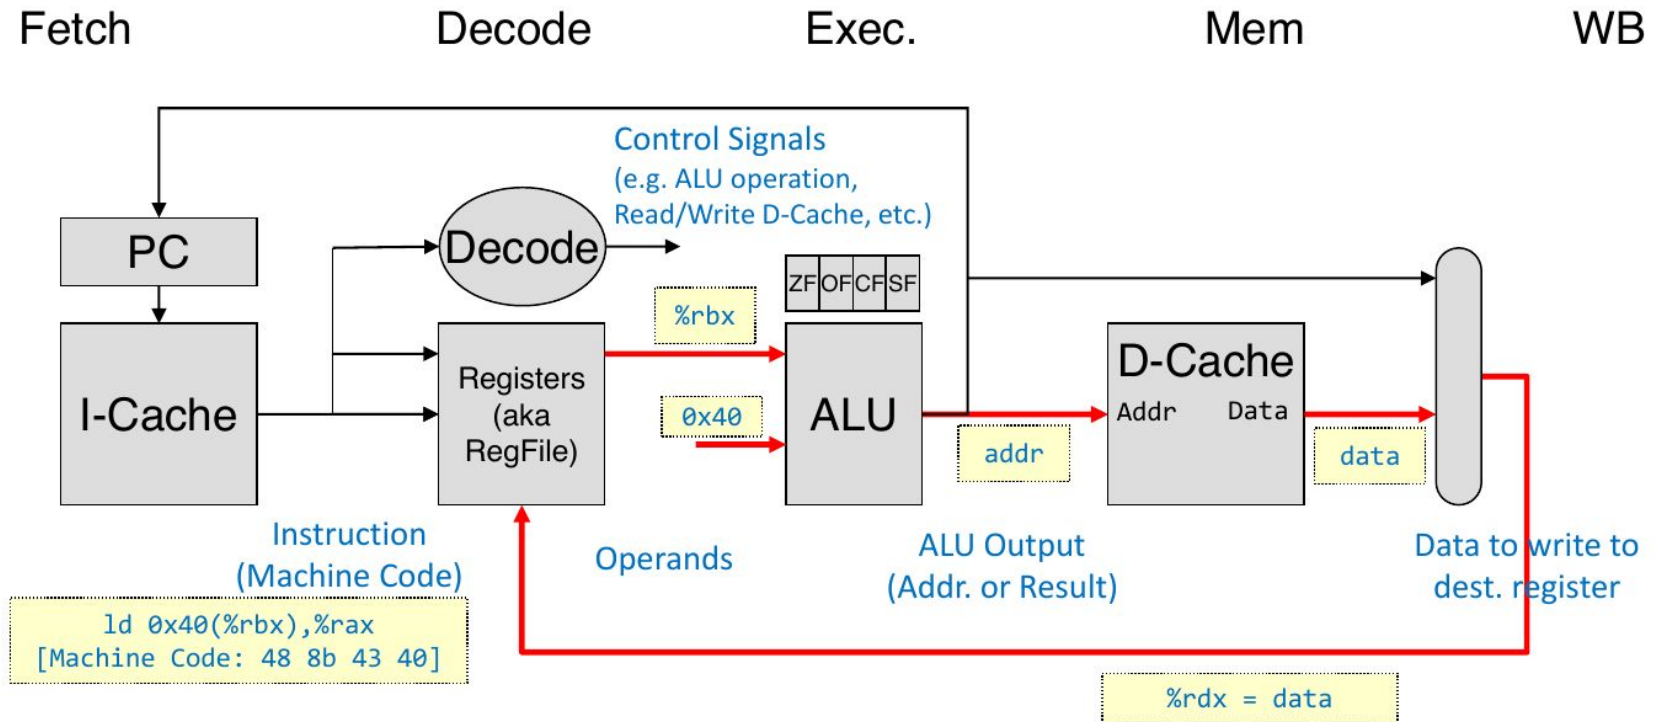 Fetch
Decode
Exec.
Mem
WB
Control Signals
(e.g. ALU operation,
Read/Write D-Cache, etc.)
PC
Decode
ZF OF CF SF
%rbx
I-Cache
Registers
(aka
RegFile)
0x40
ALU
addr
D-Cache
Addr Data
data
Instruction
(Machine Code)
Operands
ALU Output
(Addr. or Result)
Data to write to
dest. register
ld 0x40(%rbx),%rax
[Machine Code: 48 8b 43 40]
%rdx = data